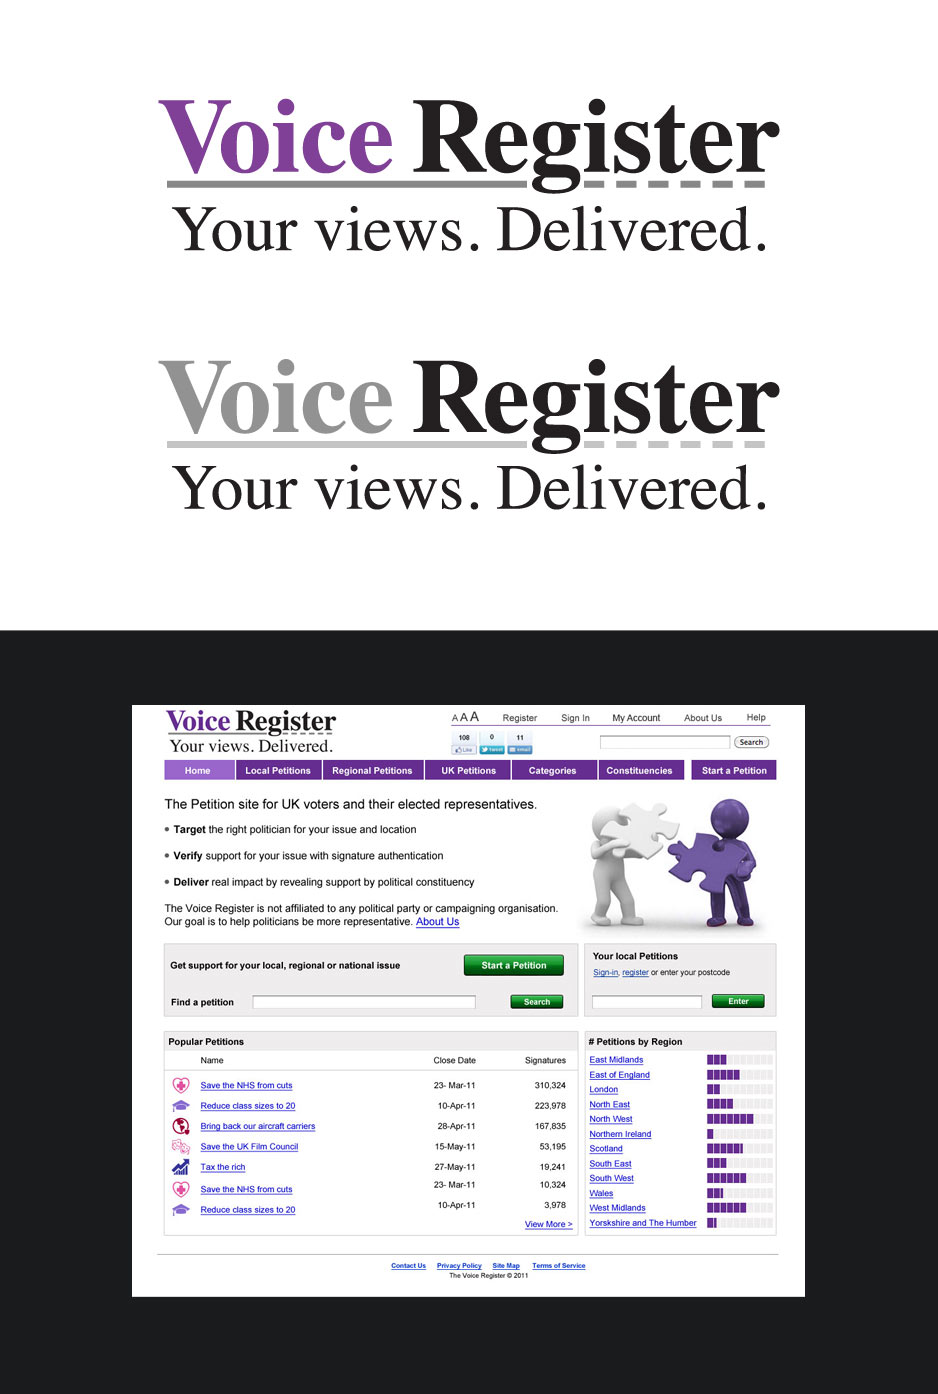 Voice Register
Your views. Delivered.
Voice Register
Your views. Delivered.
Voice Register
Your views. Delivered.
A A A Register Sign In My Account About Us Help
108 0 11
Like tweet email
Search
Home Local Petitions Regional Petitions UK Petitions Categories Constituencies Start a Petition
The Petition site for UK voters and their elected representatives.
• Target the right politician for your issue and location
• Verify support for your issue with signature authentication
• Deliver real impact by revealing support by political constituency
The Voice Register is not affiliated to any political party or campaigning organisation.
Our goal is to help politicians be more representative. About Us
Get support for your local, regional or national issue Start a Petition
Find a petition Search
Your local Petitions
Sign-in, register or enter your postcode
Enter
Popular Petitions
Name Close Date Signatures
Save the NHS from cuts 23- Mar-11 310,324
Reduce class sizes to 20 10-Apr-11 223,978
Bring back our aircraft carriers 28-Apr-11 167,835
Save the UK Film Council 15-May-11 53,195
Tax the rich 27-May-11 19,241
Save the NHS from cuts 23- Mar-11 10,324
Reduce class sizes to 20 10-Apr-11 3,978
View More >
# Petitions by Region
East Midlands
East of England
London
North East
North West
Northern Ireland
Scotland
South East
South West
Wales
West Midlands
Yorskshire and The Humber
Contact Us Privacy Policy Site Map Terms of Service
The Voice Register © 2011